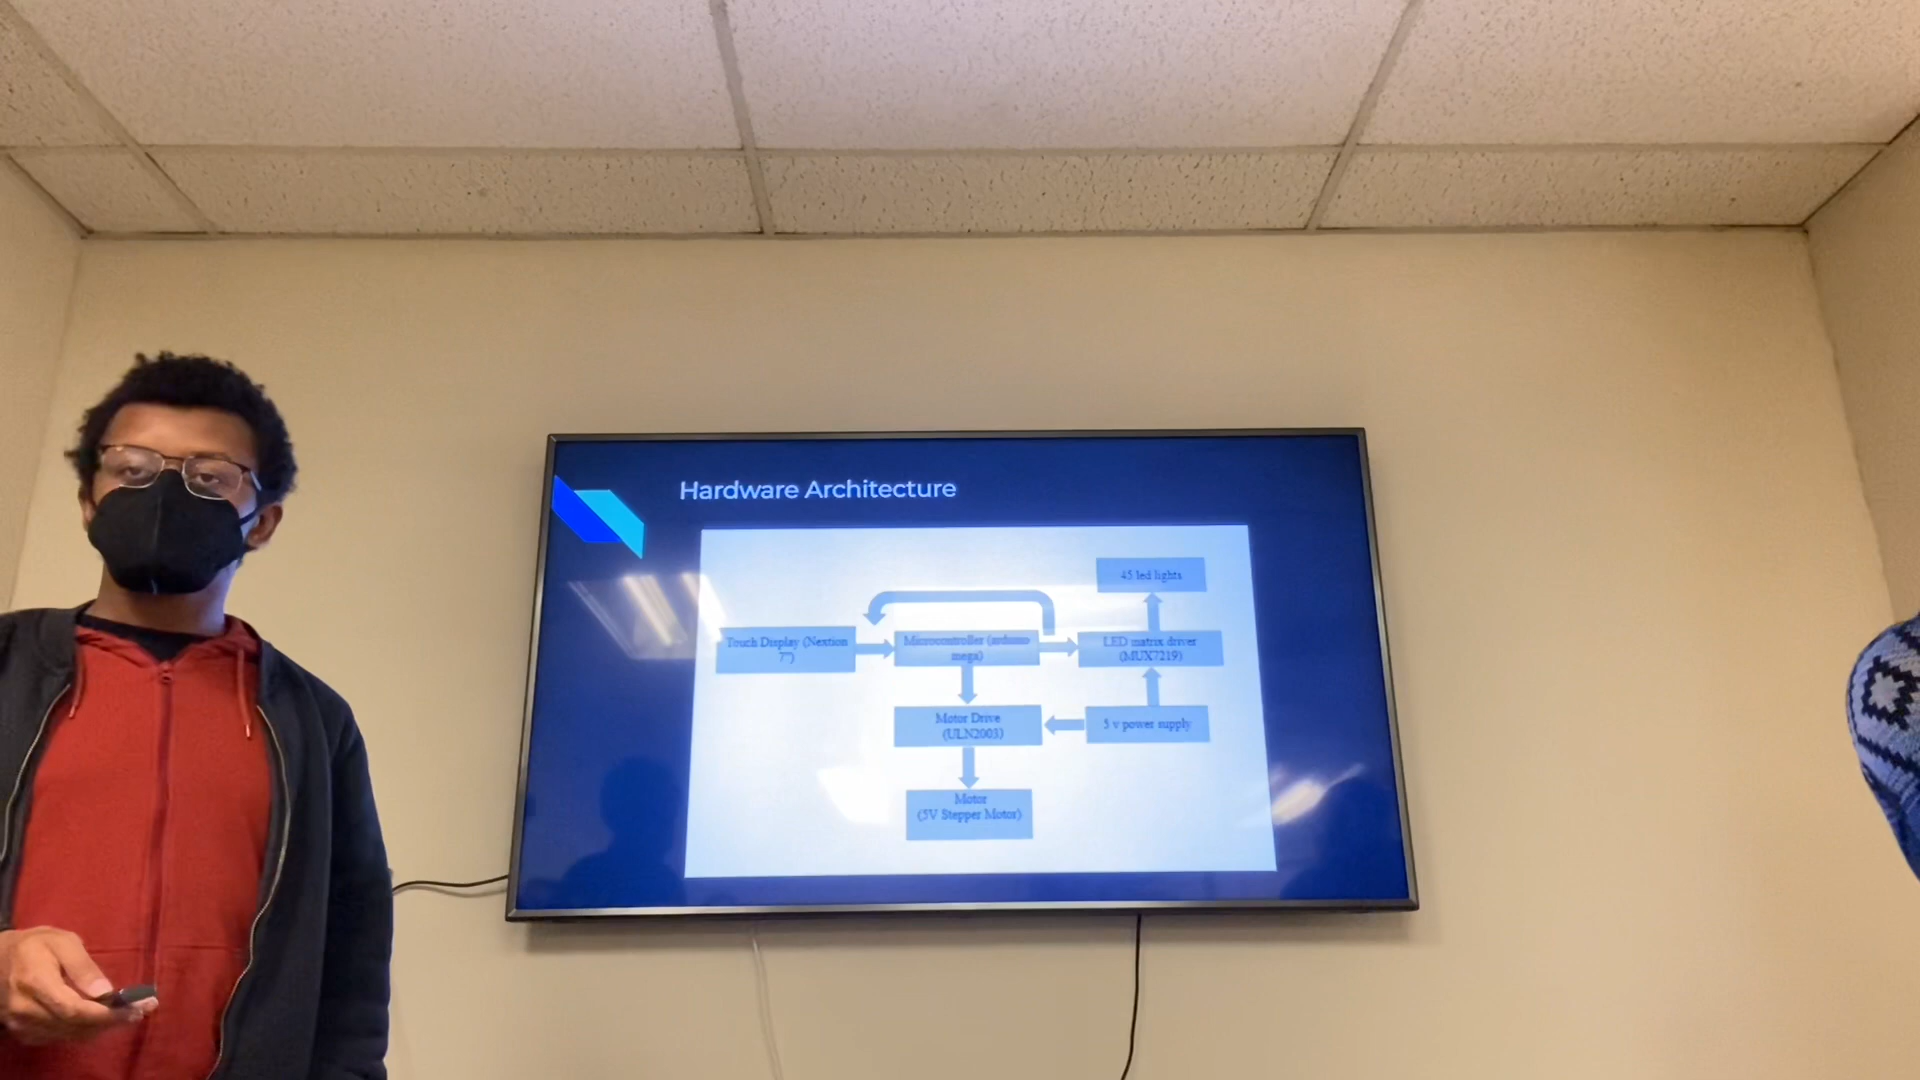 Hardware Architecture
45 led lights
Touch Display (Nextion
7")
Microcontroller (arduino
mega)
LED matrix driver
(MUX7219)
Motor Drive
(ULN2003)
5 v power supply
Motor
(5V Stepper Motor)